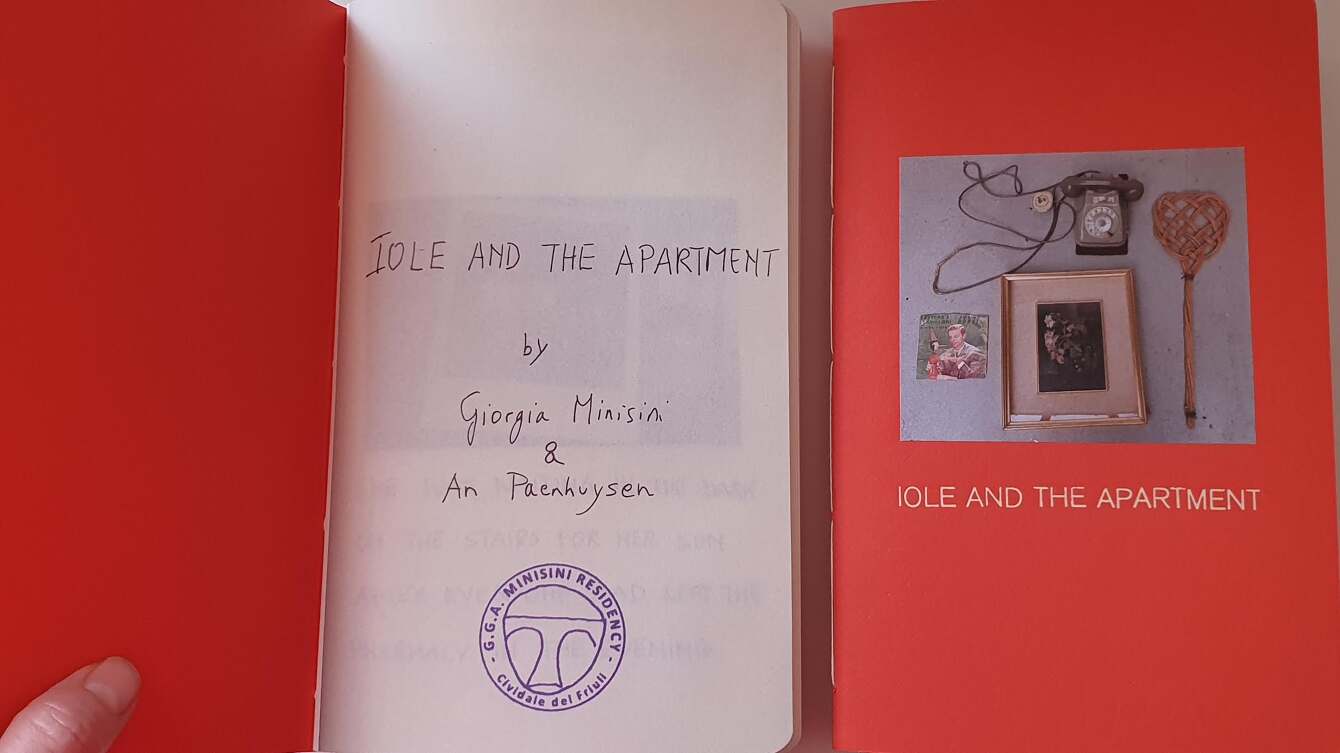 IOLE AND THE APARTMENT
by
Giorgia Minisini
&
An Paenhuysen
- G.G.A. MINISINI RESIDENCY -
Cividale del Friuli
IOLE AND THE APARTMENT